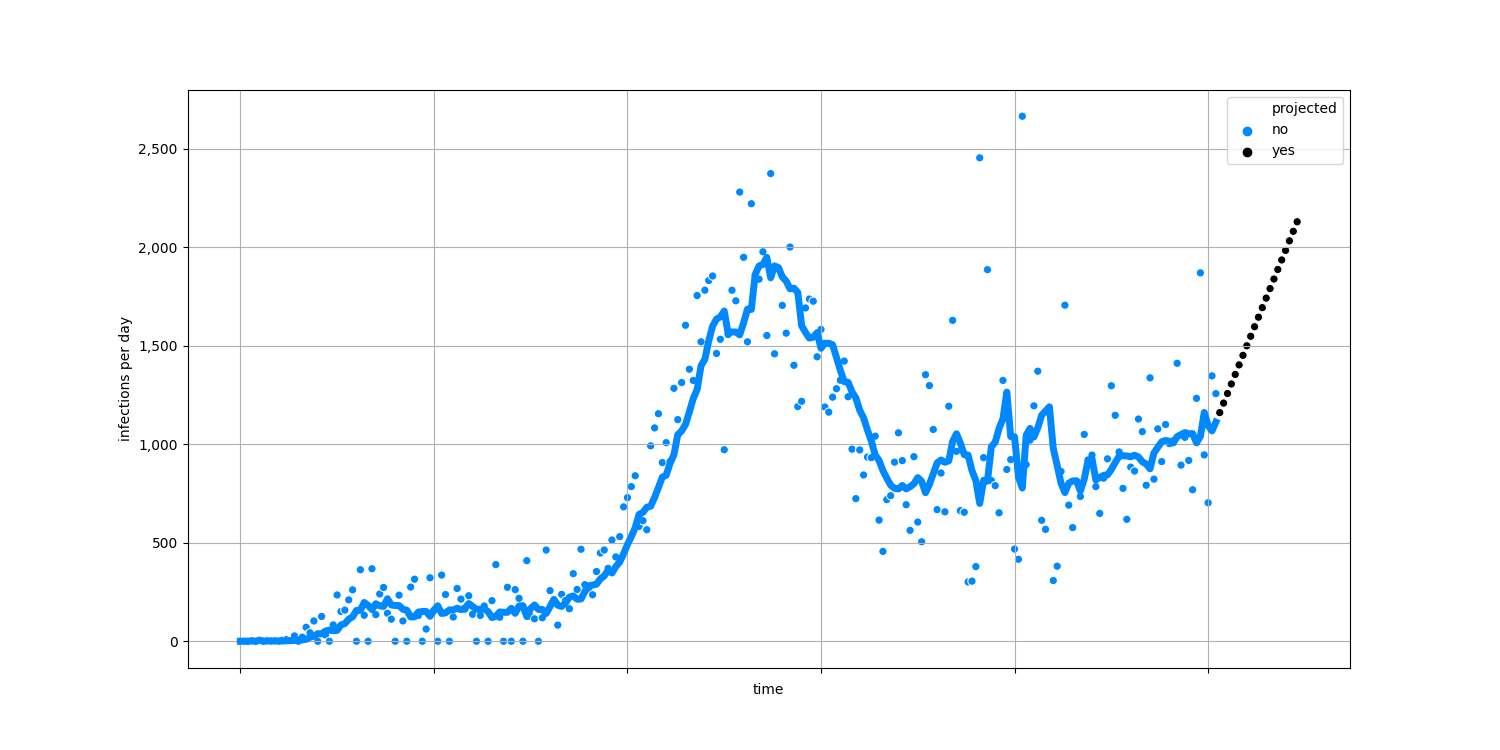 projected
no
yes
2,500
2,000
1,500
1,000
500
0
infections per day
time